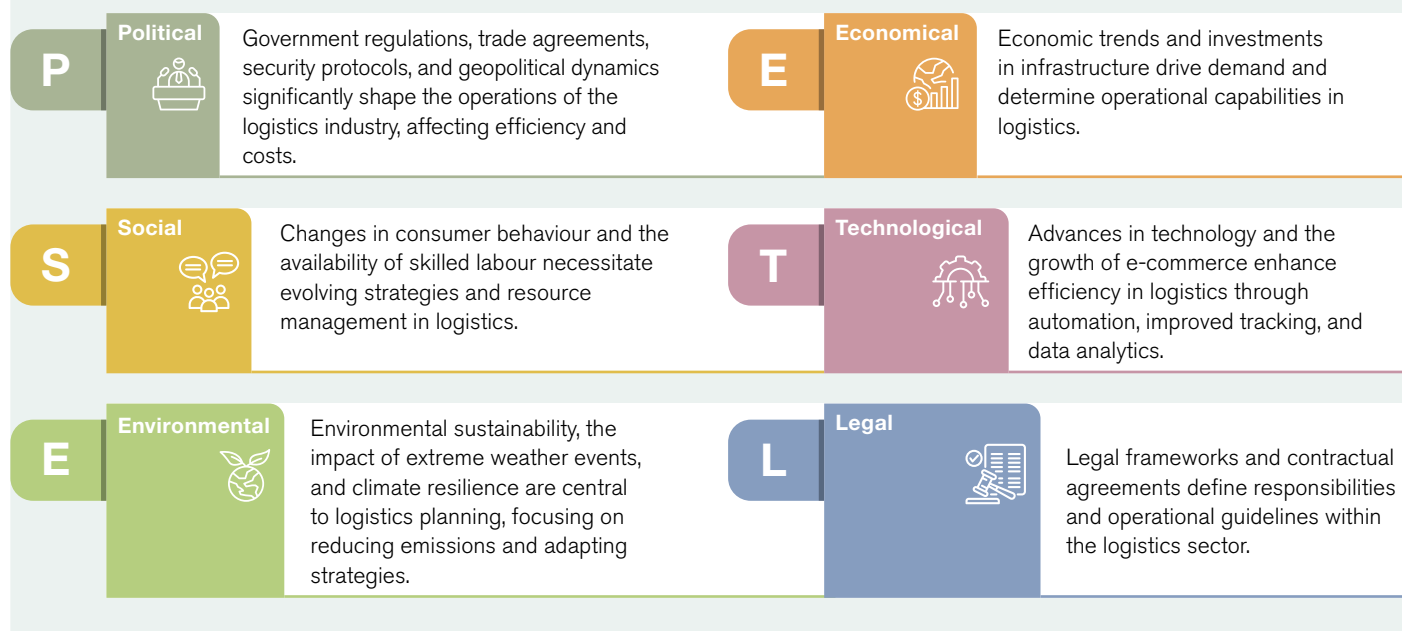 P
Political
Government regulations, trade agreements,
security protocols, and geopolitical dynamics
significantly shape the operations of the
logistics industry, affecting efficiency and
costs.
E
Economical
Economic trends and investments
in infrastructure drive demand and
determine operational capabilities in
logistics.
S
Social
Changes in consumer behaviour and the
availability of skilled labour necessitate
evolving strategies and resource
management in logistics.
T
Technological
Advances in technology and the
growth of e-commerce enhance
efficiency in logistics through
automation, improved tracking, and
data analytics.
E
Environmental
Environmental sustainability, the
impact of extreme weather events,
and climate resilience are central
to logistics planning, focusing on
reducing emissions and adapting
strategies.
L
Legal
Legal frameworks and contractual
agreements define responsibilities
and operational guidelines within
the logistics sector.
$